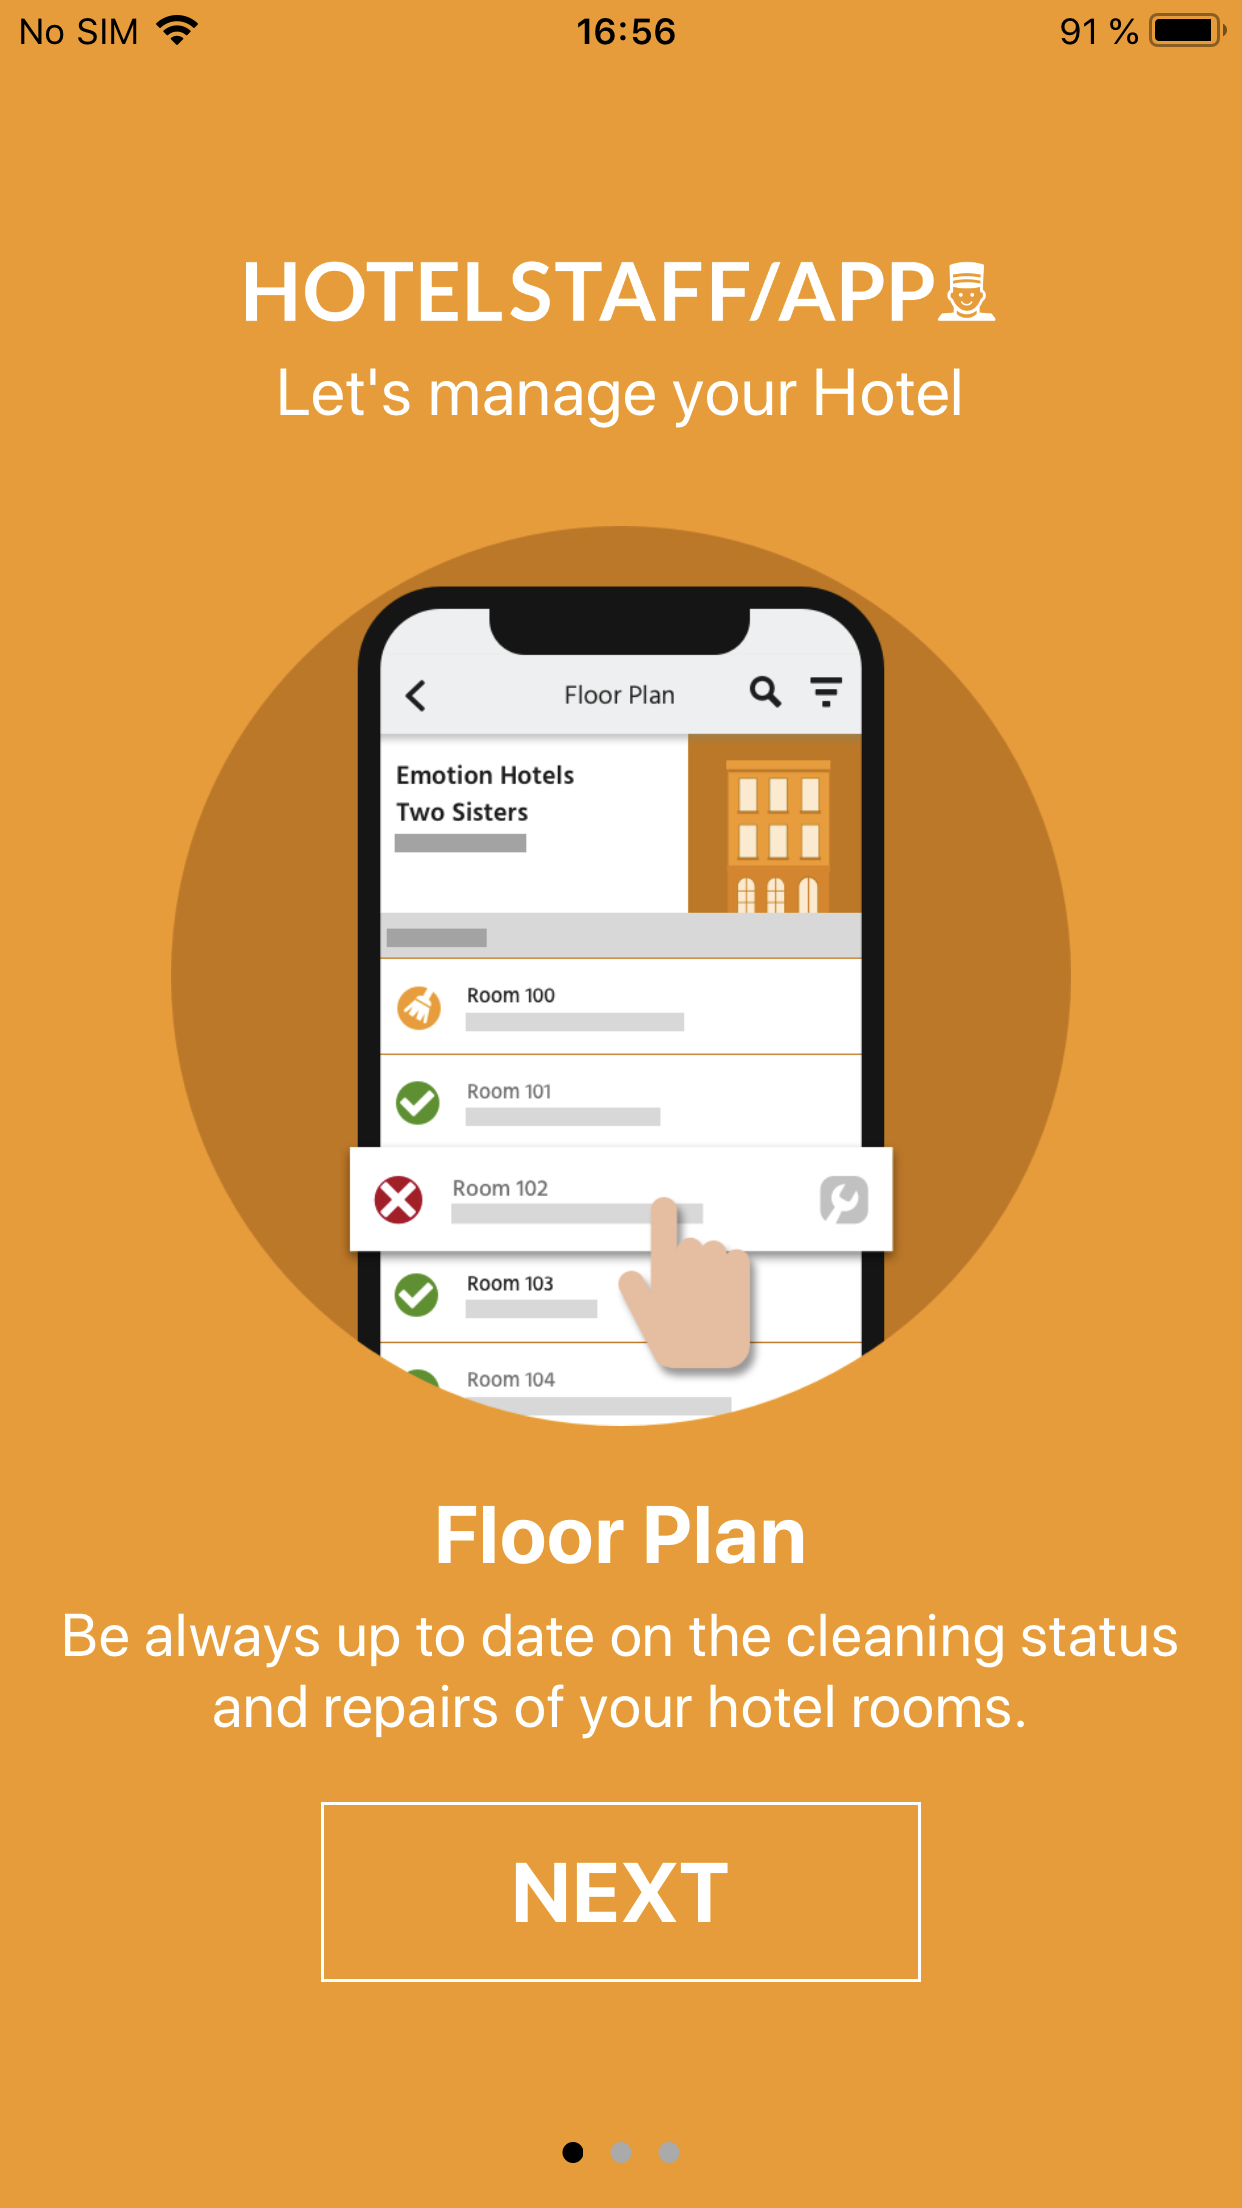 No SIM 16:56 91 %
HOTELSTAFF/APP
Let's manage your Hotel
Floor Plan
Emotion Hotels
Two Sisters
Room 100
Room 101
Room 102
Room 103
Room 104
Floor Plan
Be always up to date on the cleaning status
and repairs of your hotel rooms.
NEXT